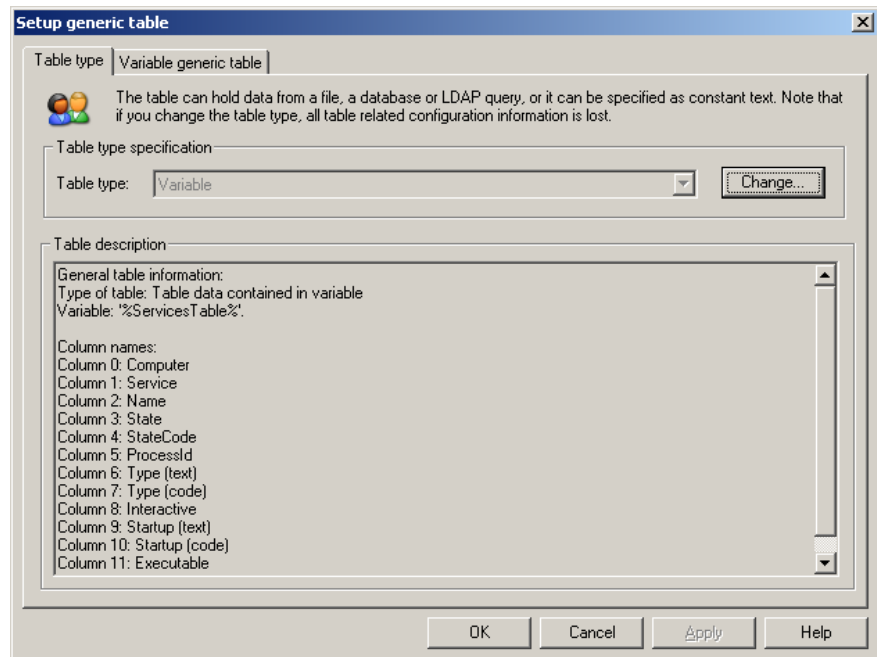 Setup generic table
Table type
Variable generic table
The table can hold data from a file, a database or LDAP query, or it can be specified as constant text. Note that
if you change the table type, all table related configuration information is lost.
Table type specification
Table type:
Variable
Change...
Table description
General table information:
Type of table: Table data contained in variable
Variable: '%ServicesTable%'.
Column names:
Column 0: Computer
Column 1: Service
Column 2: Name
Column 3: State
Column 4: StateCode
Column 5: ProcessId
Column 6: Type (text)
Column 7: Type (code)
Column 8: Interactive
Column 9: Startup (text)
Column 10: Startup (code)
Column 11: Executable
OK
Cancel
Apply
Help